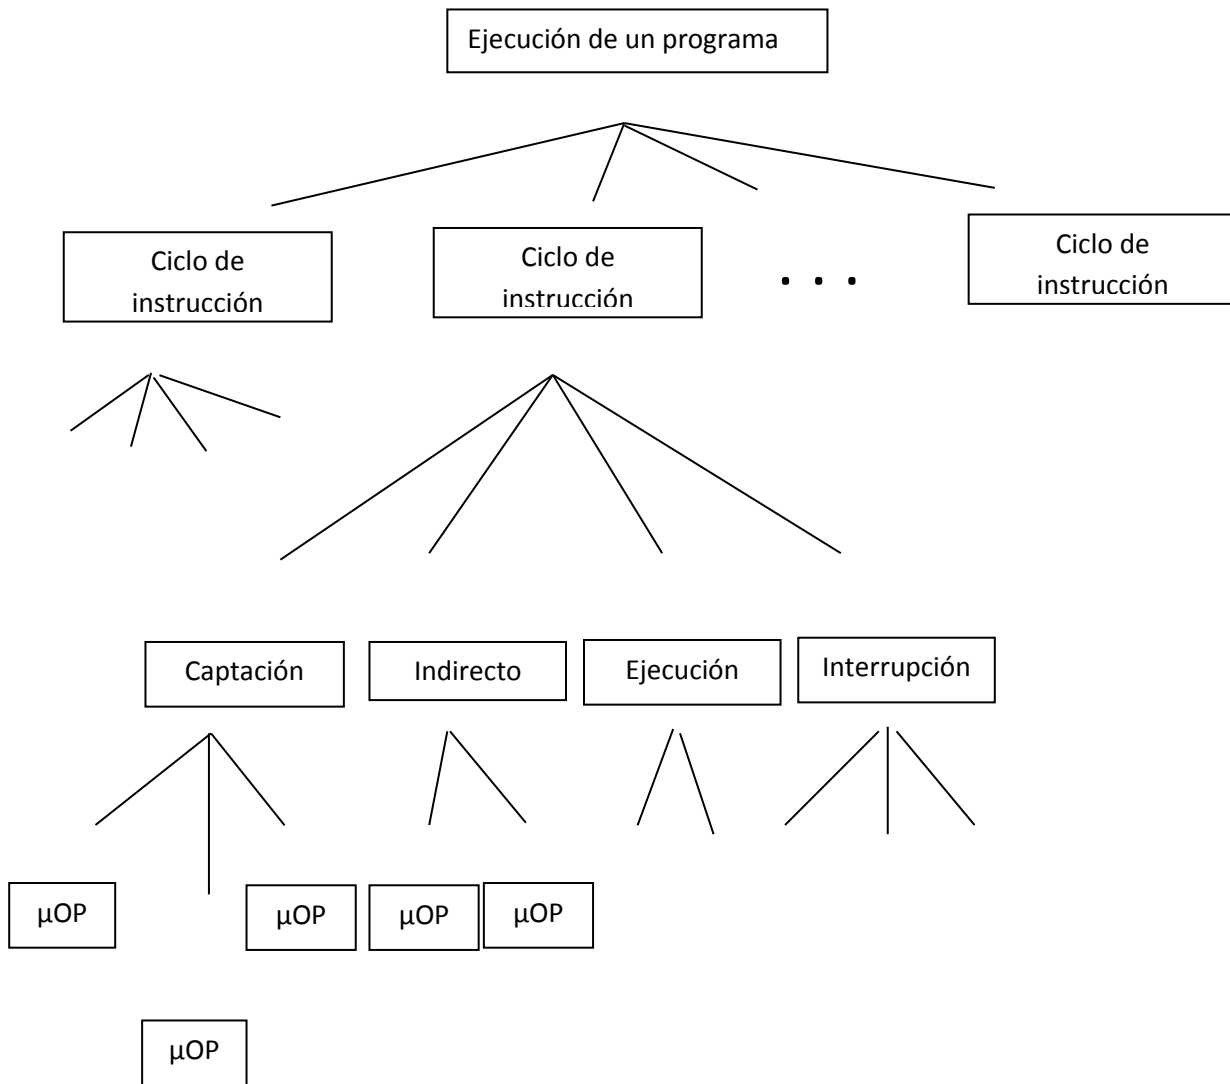 Ejecución de un programa
Ciclo de
instrucción
Ciclo de
instrucción
. . .
Ciclo de
instrucción
Captación
Indirecto
Ejecución
Interrupción
µOP
µOP
µOP
µOP
µOP